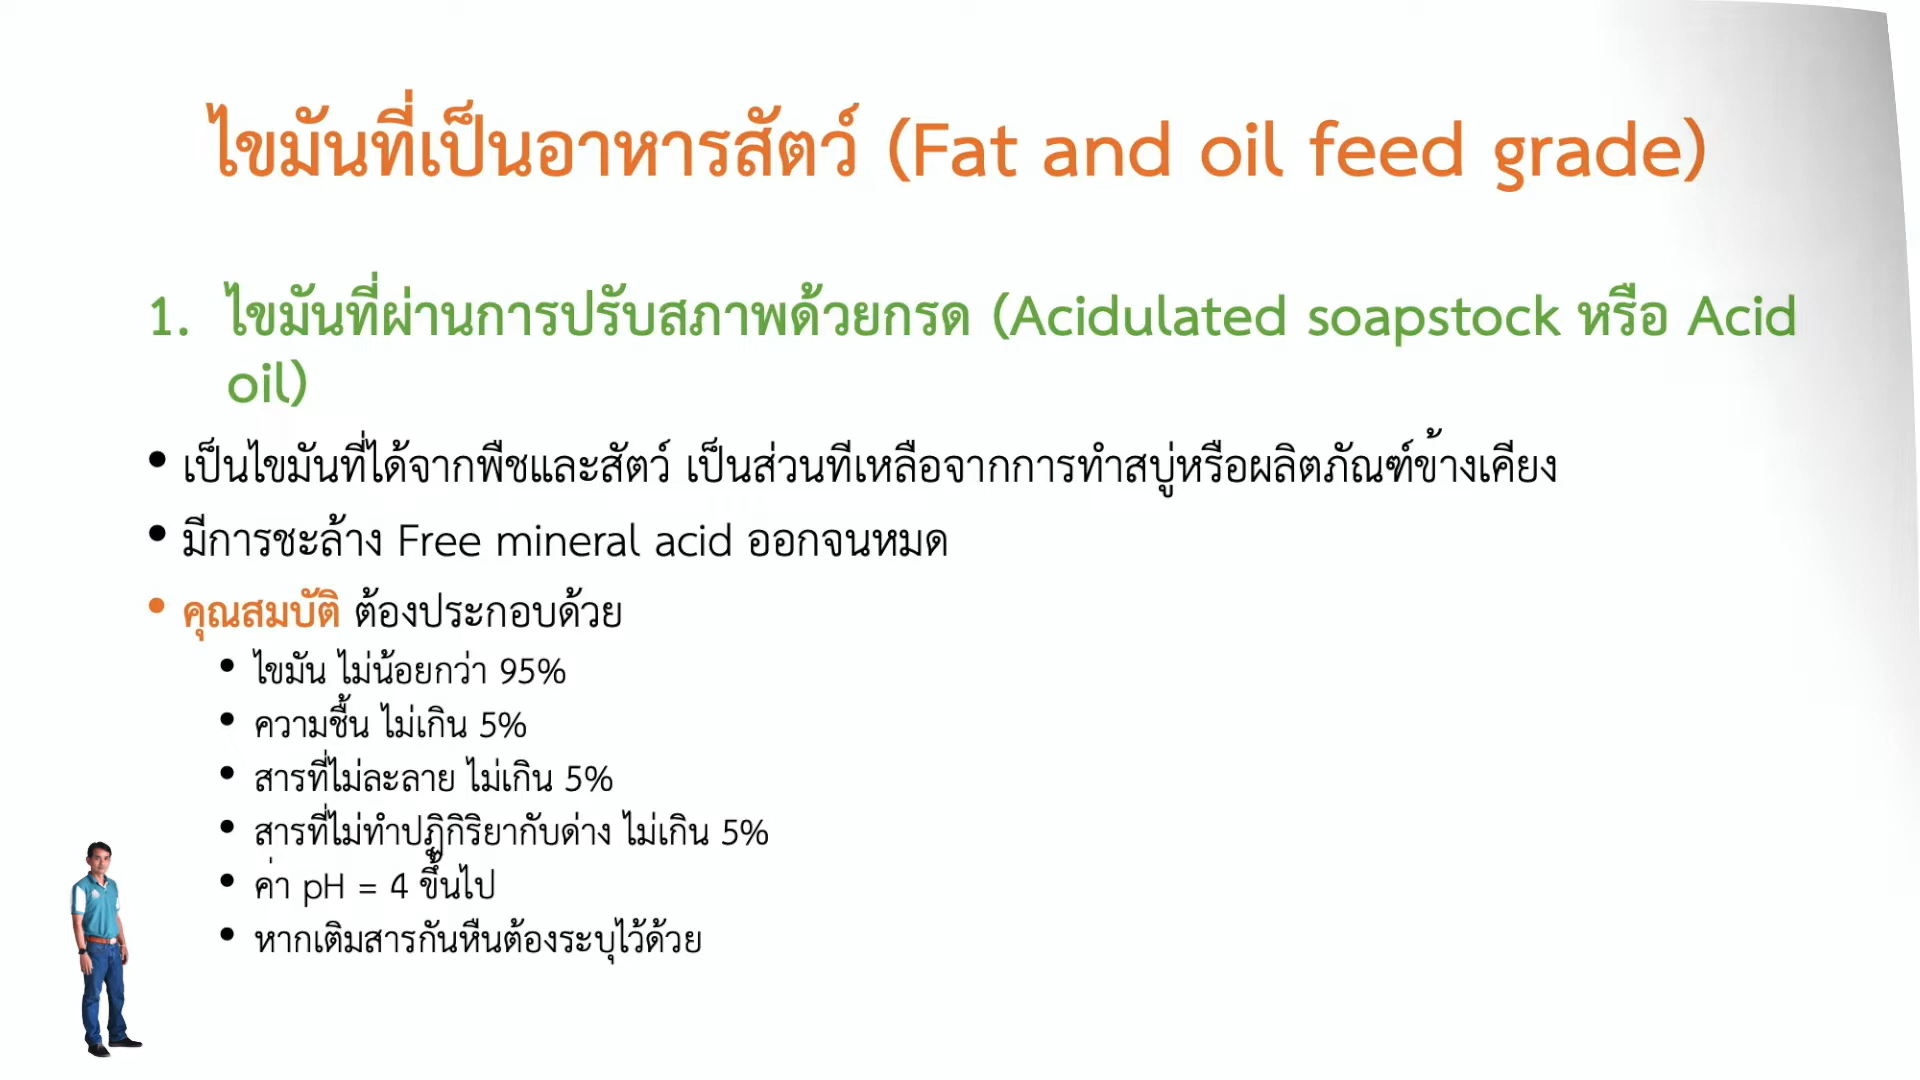 ไขมันที่เป็นอาหารสัตว์ (Fat and oil feed grade)
1. ไขมันที่ผ่านการปรับสภาพด้วยกรด (Acidulated soapstock หรือ Acid
oil)
• เป็นไขมันที่ได้จากพืชและสัตว์ เป็นส่วนทีเหลือจากการทำสบู่หรือผลิตภัณฑ์ข้างเคียง
• มีการชะล้าง Free mineral acid ออกจนหมด
• คุณสมบัติ ต้องประกอบด้วย
• ไขมัน ไม่น้อยกว่า 95%
• ความชื้น ไม่เกิน 5%
• สารที่ไม่ละลาย ไม่เกิน 5%
• สารที่ไม่ทำปฏิกิริยากับด่าง ไม่เกิน 5%
• ค่า pH = 4 ขึ้นไป
• หากเติมสารกันหืนต้องระบุไว้ด้วย